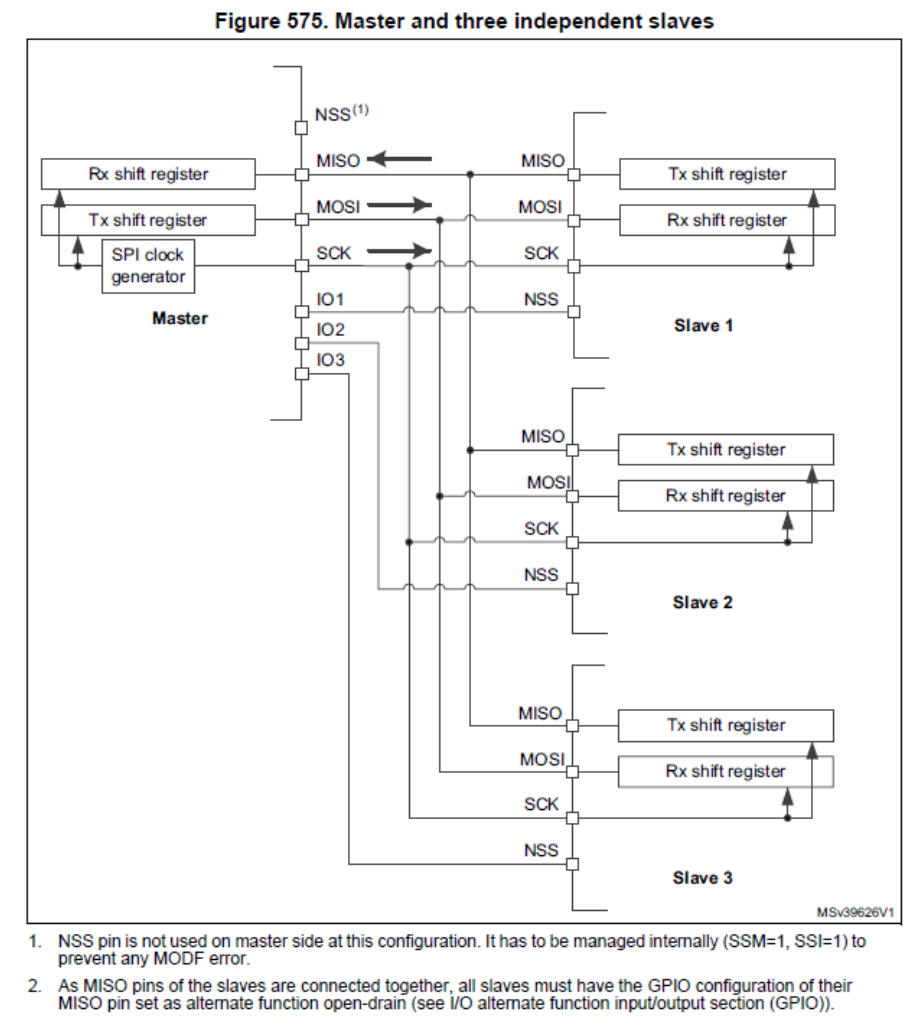 Figure 575. Master and three independent slaves
NSS(1)
MISO
MISO
Rx shift register
Tx shift register
MOSI
MOSI
Tx shift register
Rx shift register
SPI clock
generator
SCK
SCK
IO1
NSS
Master
Slave 1
IO2
IO3
MISO
Tx shift register
MOSI
Rx shift register
SCK
NSS
Slave 2
MISO
Tx shift register
MOSI
Rx shift register
SCK
NSS
Slave 3
MSv39626V1
1. NSS pin is not used on master side at this configuration. It has to be managed internally (SSM=1, SSI=1) to
prevent any MODF error.
2. As MISO pins of the slaves are connected together, all slaves must have the GPIO configuration of their
MISO pin set as alternate function open-drain (see I/O alternate function input/output section (GPIO)).